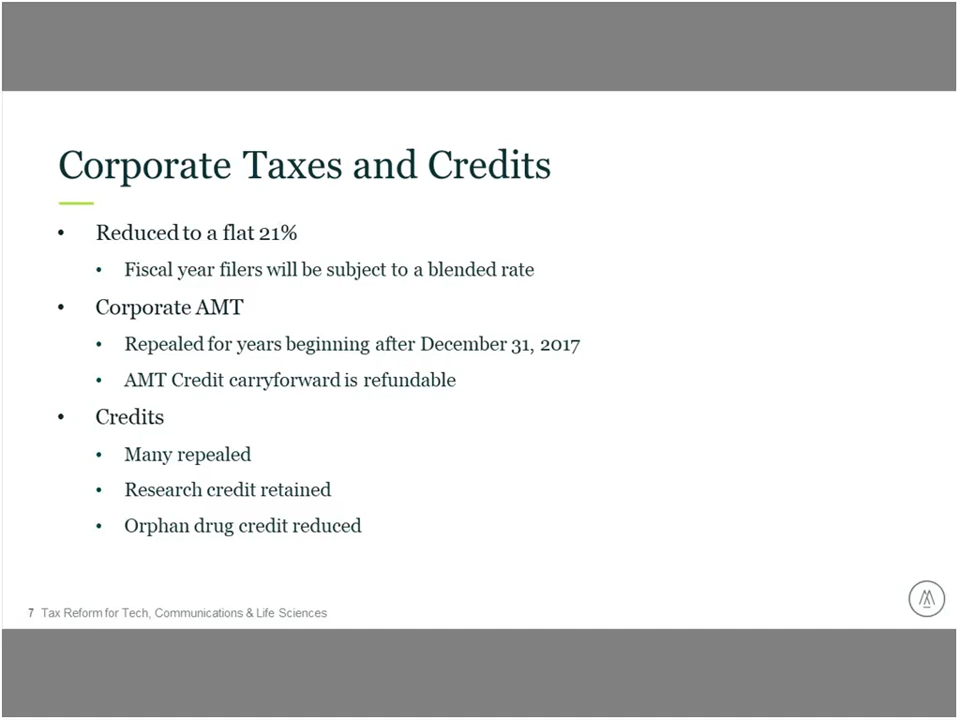 Corporate Taxes and Credits
• Reduced to a flat 21%
• Fiscal year filers will be subject to a blended rate
• Corporate AMT
• Repealed for years beginning after December 31, 2017
• AMT Credit carryforward is refundable
• Credits
• Many repealed
• Research credit retained
• Orphan drug credit reduced
7 Tax Reform for Tech, Communications & Life Sciences